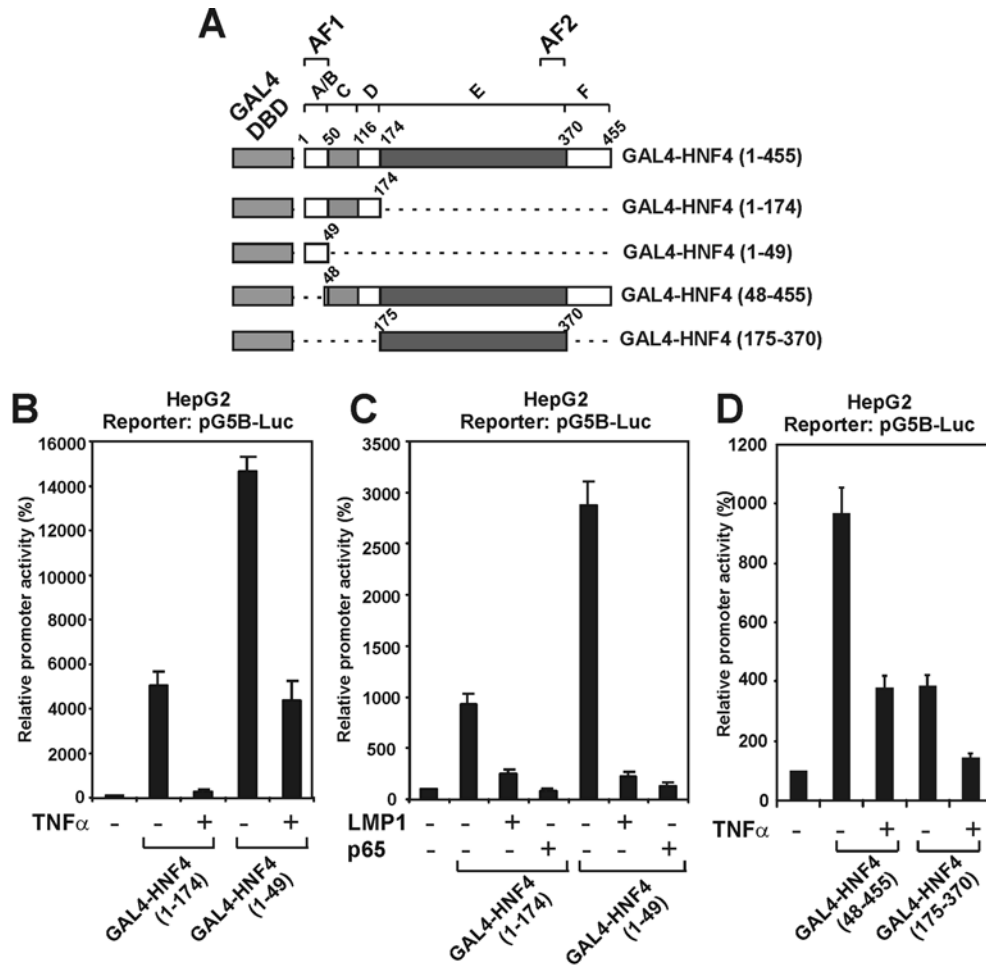 A
AF1 AF2
GAL4 DBD
A/B C D E F
1 50 116 174 370 455
GAL4-HNF4 (1-455)
174
GAL4-HNF4 (1-174)
49
GAL4-HNF4 (1-49)
48
GAL4-HNF4 (48-455)
175 370
GAL4-HNF4 (175-370)
B
HepG2
Reporter: pG5B-Luc
Relative promoter activity (%)
16000
14000
12000
10000
8000
6000
4000
2000
0
TNFα - - + - +
GAL4-HNF4 (1-174)
GAL4-HNF4 (1-49)
C
HepG2
Reporter: pG5B-Luc
Relative promoter activity (%)
3500
3000
2500
2000
1500
1000
500
0
LMP1 - - + - + 
p65 - - + - +
GAL4-HNF4 (1-174)
GAL4-HNF4 (1-49)
D
HepG2
Reporter: pG5B-Luc
Relative promoter activity (%)
1200
1000
800
600
400
200
0
TNFα - - + - +
GAL4-HNF4 (48-455)
GAL4-HNF4 (175-370)